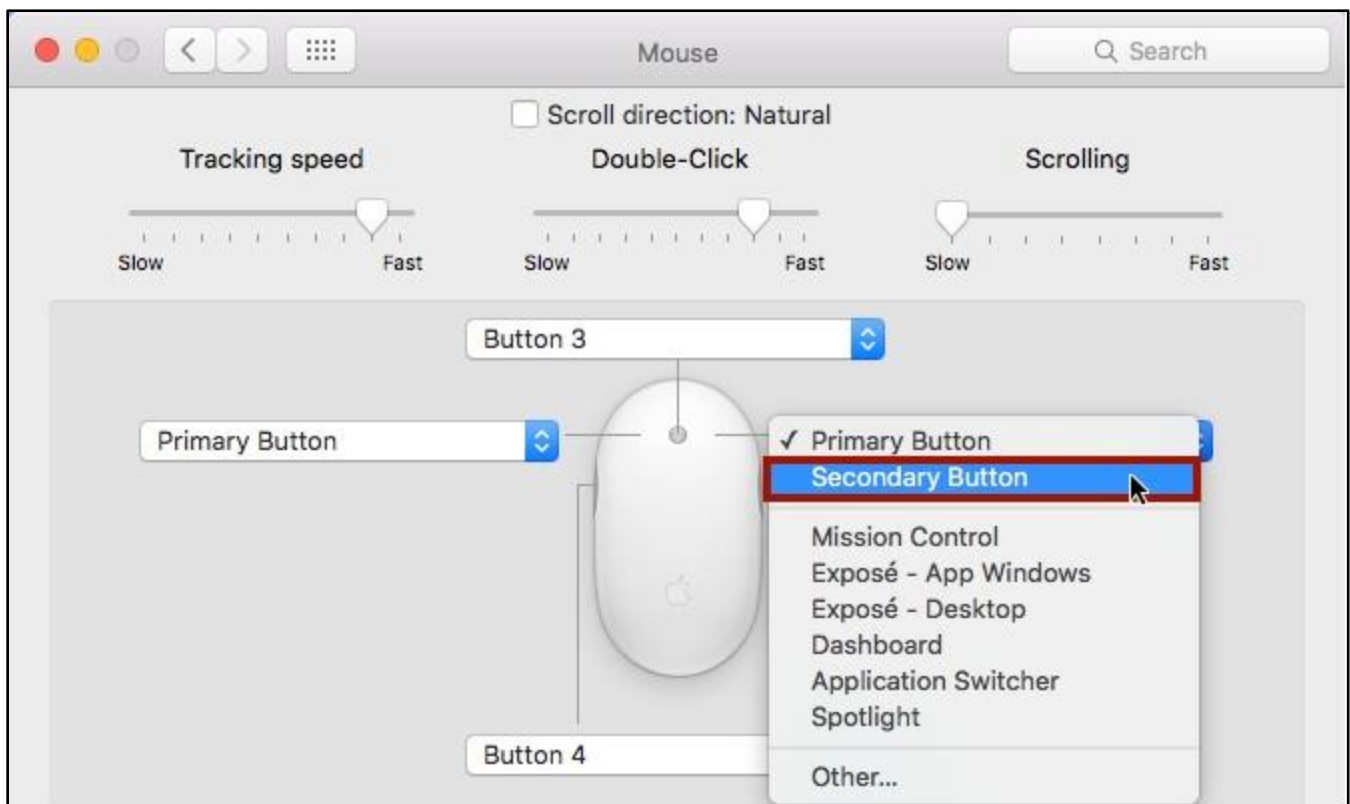 Mouse
Search
Scroll direction: Natural
Tracking speed
Double-Click
Scrolling
Slow
Fast
Slow
Fast
Slow
Fast
Button 3
Primary Button
✓ Primary Button
Secondary Button
Mission Control
Exposé - App Windows
Exposé - Desktop
Dashboard
Application Switcher
Spotlight
Button 4
Other...